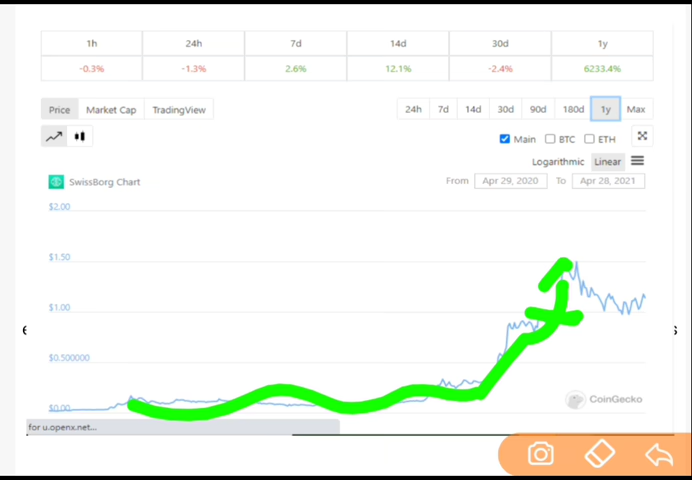 1h 24h 7d 14d 30d 1y
-0.3% -1.3% 2.6% 12.1% -2.4% 6233.4%
Price Market Cap TradingView 24h 7d 14d 30d 90d 180d 1y Max
Main BTC ETH
Logarithmic Linear
SwissBorg Chart From Apr 29, 2020 To Apr 28, 2021
$2.00
$1.50
$1.00
$0.500000
$0.00
CoinGecko
for u.openx.net...